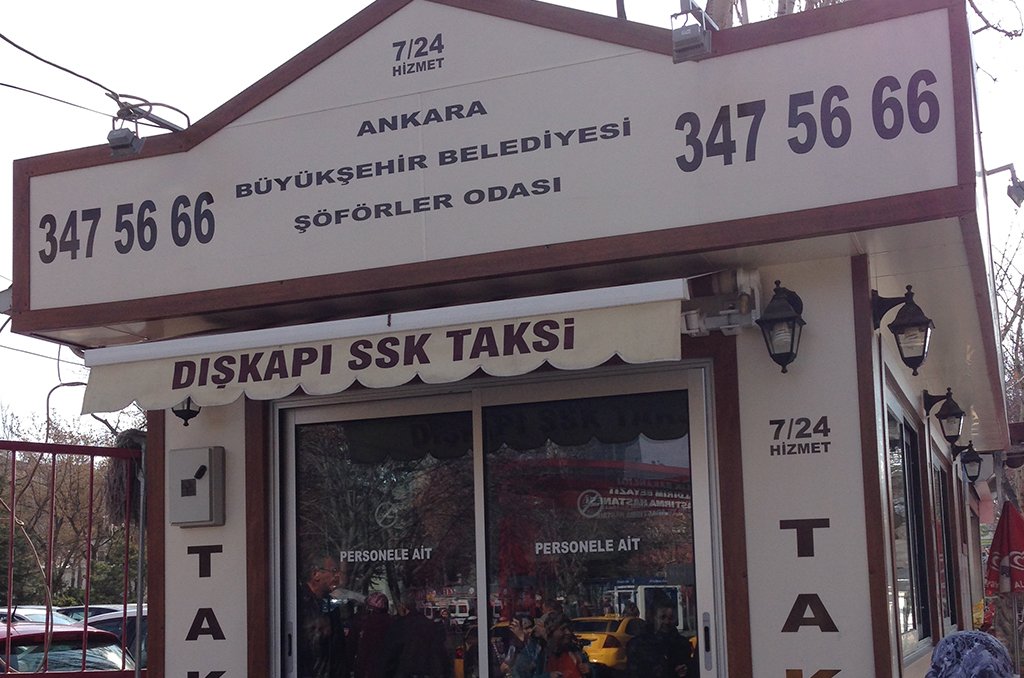 7/24
HİZMET
ANKARA
BÜYÜKŞEHİR BELEDİYESİ
ŞÖFÖRLER ODASI
347 56 66
347 56 66
DIŞKAPI SSK TAKSi
7/24
HİZMET
PERSONELE AİT
PERSONELE AİT
T
A
K
T
A
K